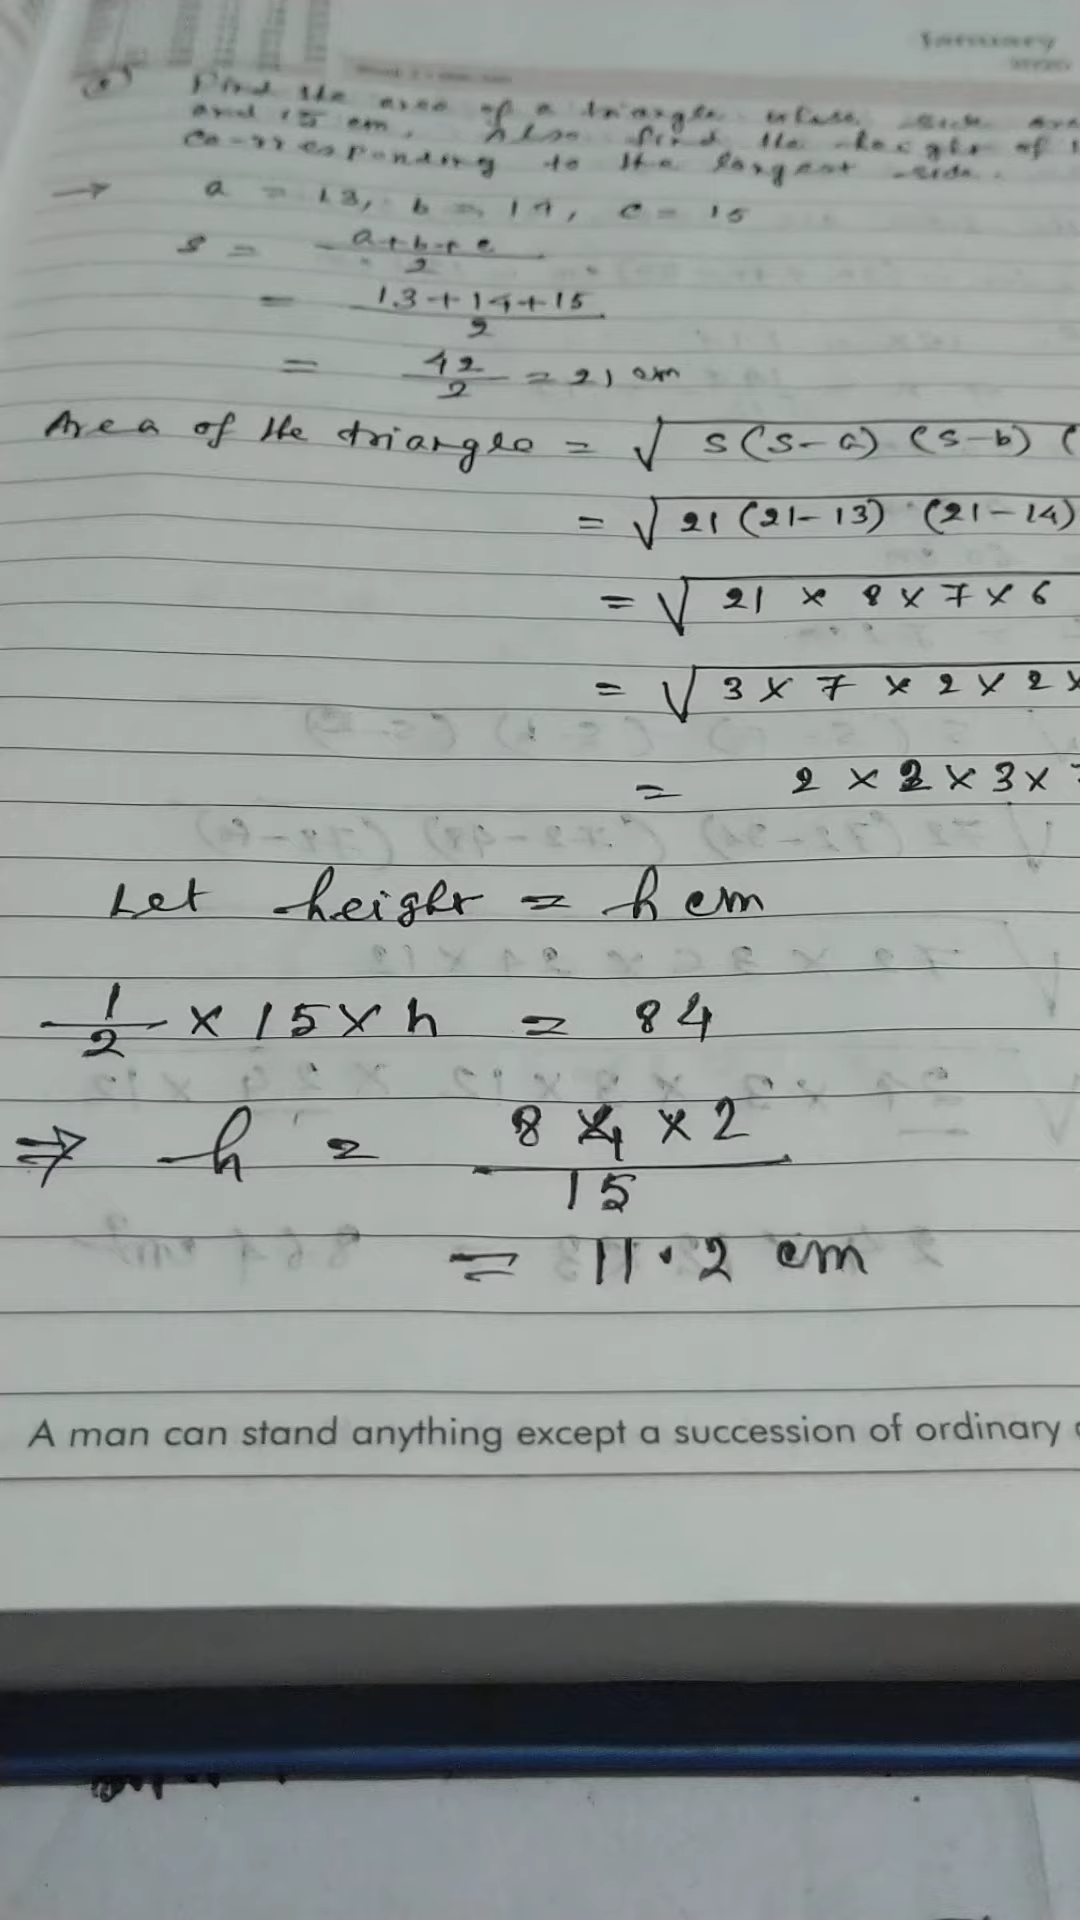 January
Find the area of a triangle whose side are
and 15 cm. Also find the height of
Corresponding to the largest side.
→ a = 13, b = 14, c = 15
s = a+b+c / 2
= 13+14+15 / 2
= 42 / 2 = 21 cm
Area of the triangle = √ s(s-a) (s-b) (
= √ 21 (21-13) (21-14)
= √ 21 × 8 × 7 × 6
= √ 3 × 7 × 2 × 2 ×
= 2 × 2 × 3 ×
Let height = h cm
1/2 × 15 × h = 84
⇒ h = 84 × 2 / 15
= 11.2 cm
A man can stand anything except a succession of ordinary